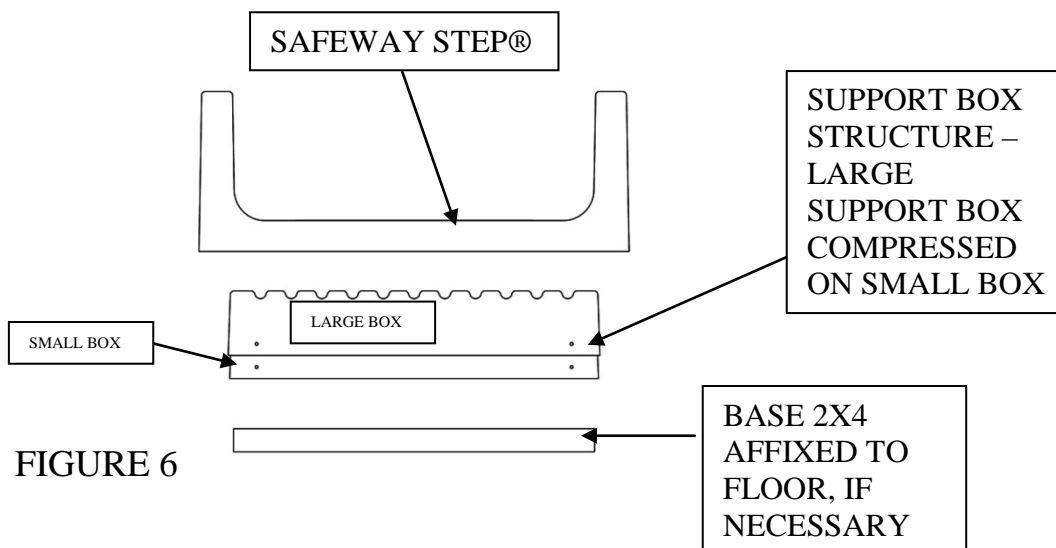 SAFEWAY STEP®
SUPPORT BOX
STRUCTURE –
LARGE
SUPPORT BOX
COMPRESSED
ON SMALL BOX
LARGE BOX
SMALL BOX
BASE 2X4
AFFIXED TO
FLOOR, IF
NECESSARY
FIGURE 6